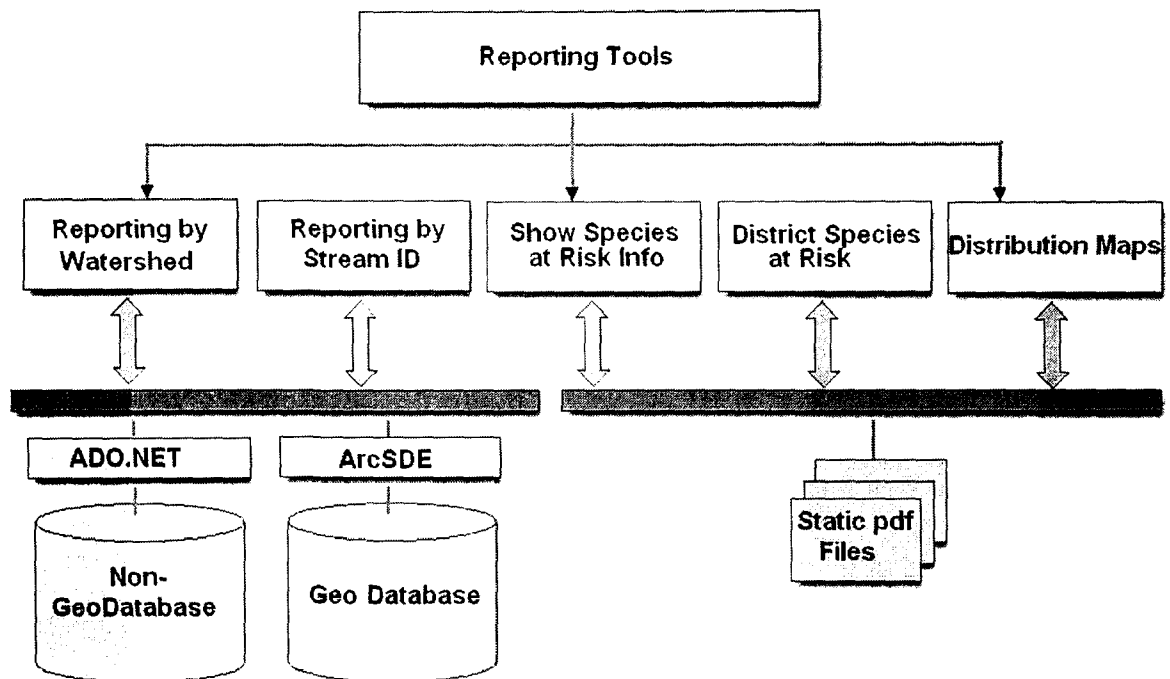 Reporting Tools
Reporting by
Watershed
Reporting by
Stream ID
Show Species
at Risk Info
District Species
at Risk
Distribution Maps
ADO.NET
ArcSDE
Non-
GeoDatabase
Geo Database
Static pdf
Files